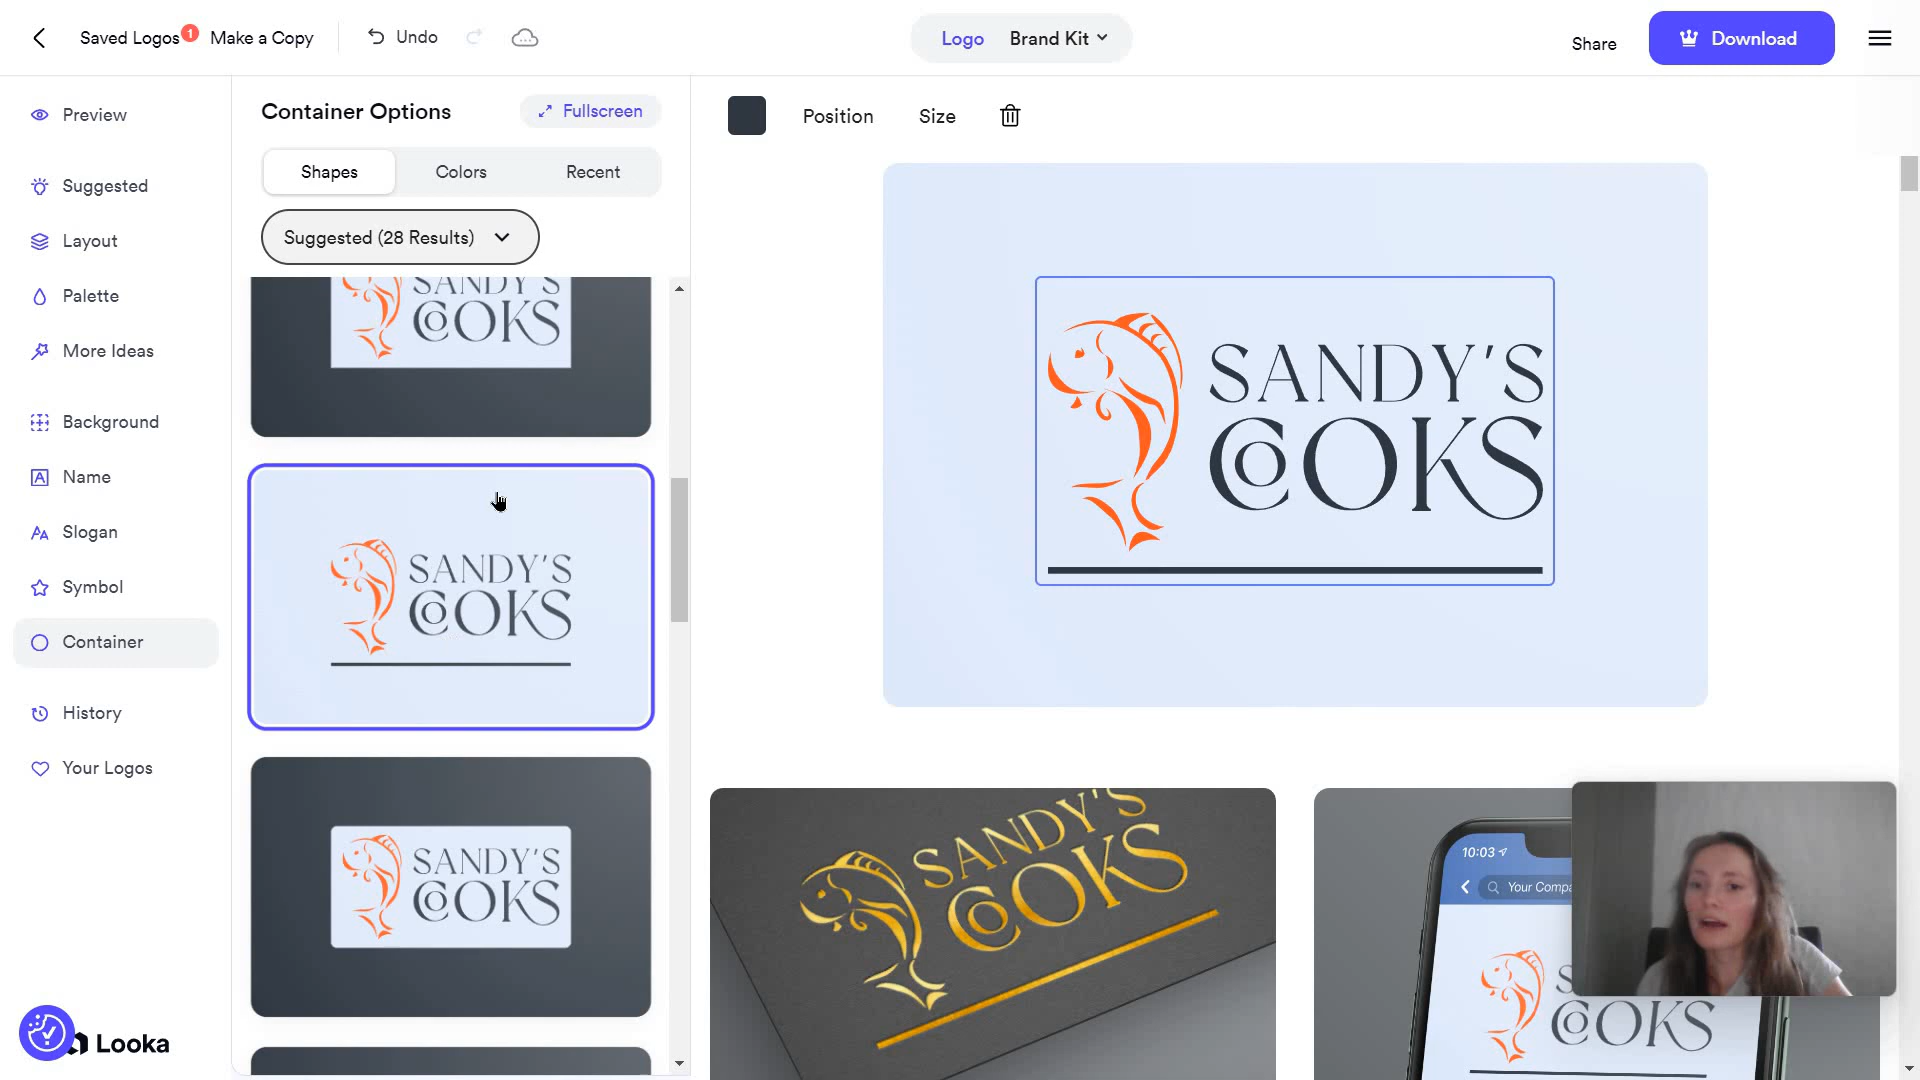 Saved Logos 1 Make a Copy Undo
Logo Brand Kit
Share Download
Preview
Suggested
Layout
Palette
More Ideas
Background
Name
Slogan
Symbol
Container
History
Your Logos
Looka
Container Options Fullscreen
Shapes Colors Recent
Suggested (28 Results)
SANDY'S
COOKS
SANDY'S
COOKS
SANDY'S
COOKS
Position Size
SANDY'S
COOKS
SANDY'S
COOKS
10:03
Your Compa
S
COOKS